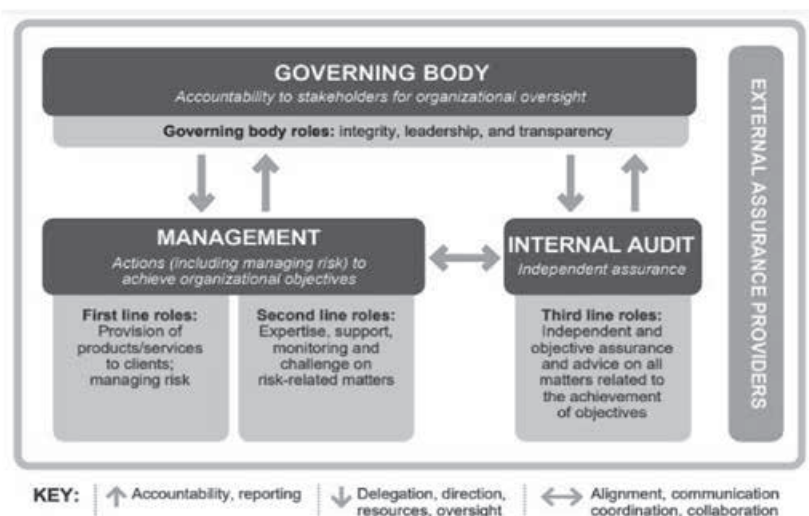 GOVERNING BODY
Accountability to stakeholders for organizational oversight
Governing body roles: integrity, leadership, and transparency
MANAGEMENT
Actions (including managing risk) to
achieve organizational objectives
First line roles:
Provision of
products/services
to clients;
managing risk
Second line roles:
Expertise, support,
monitoring and
challenge on
risk-related matters
INTERNAL AUDIT
Independent assurance
Third line roles:
Independent and
objective assurance
and advice on all
matters related to
the achievement
of objectives
EXTERNAL ASSURANCE PROVIDERS
KEY:
Accountability, reporting
Delegation, direction,
resources, oversight
Alignment, communication
coordination, collaboration